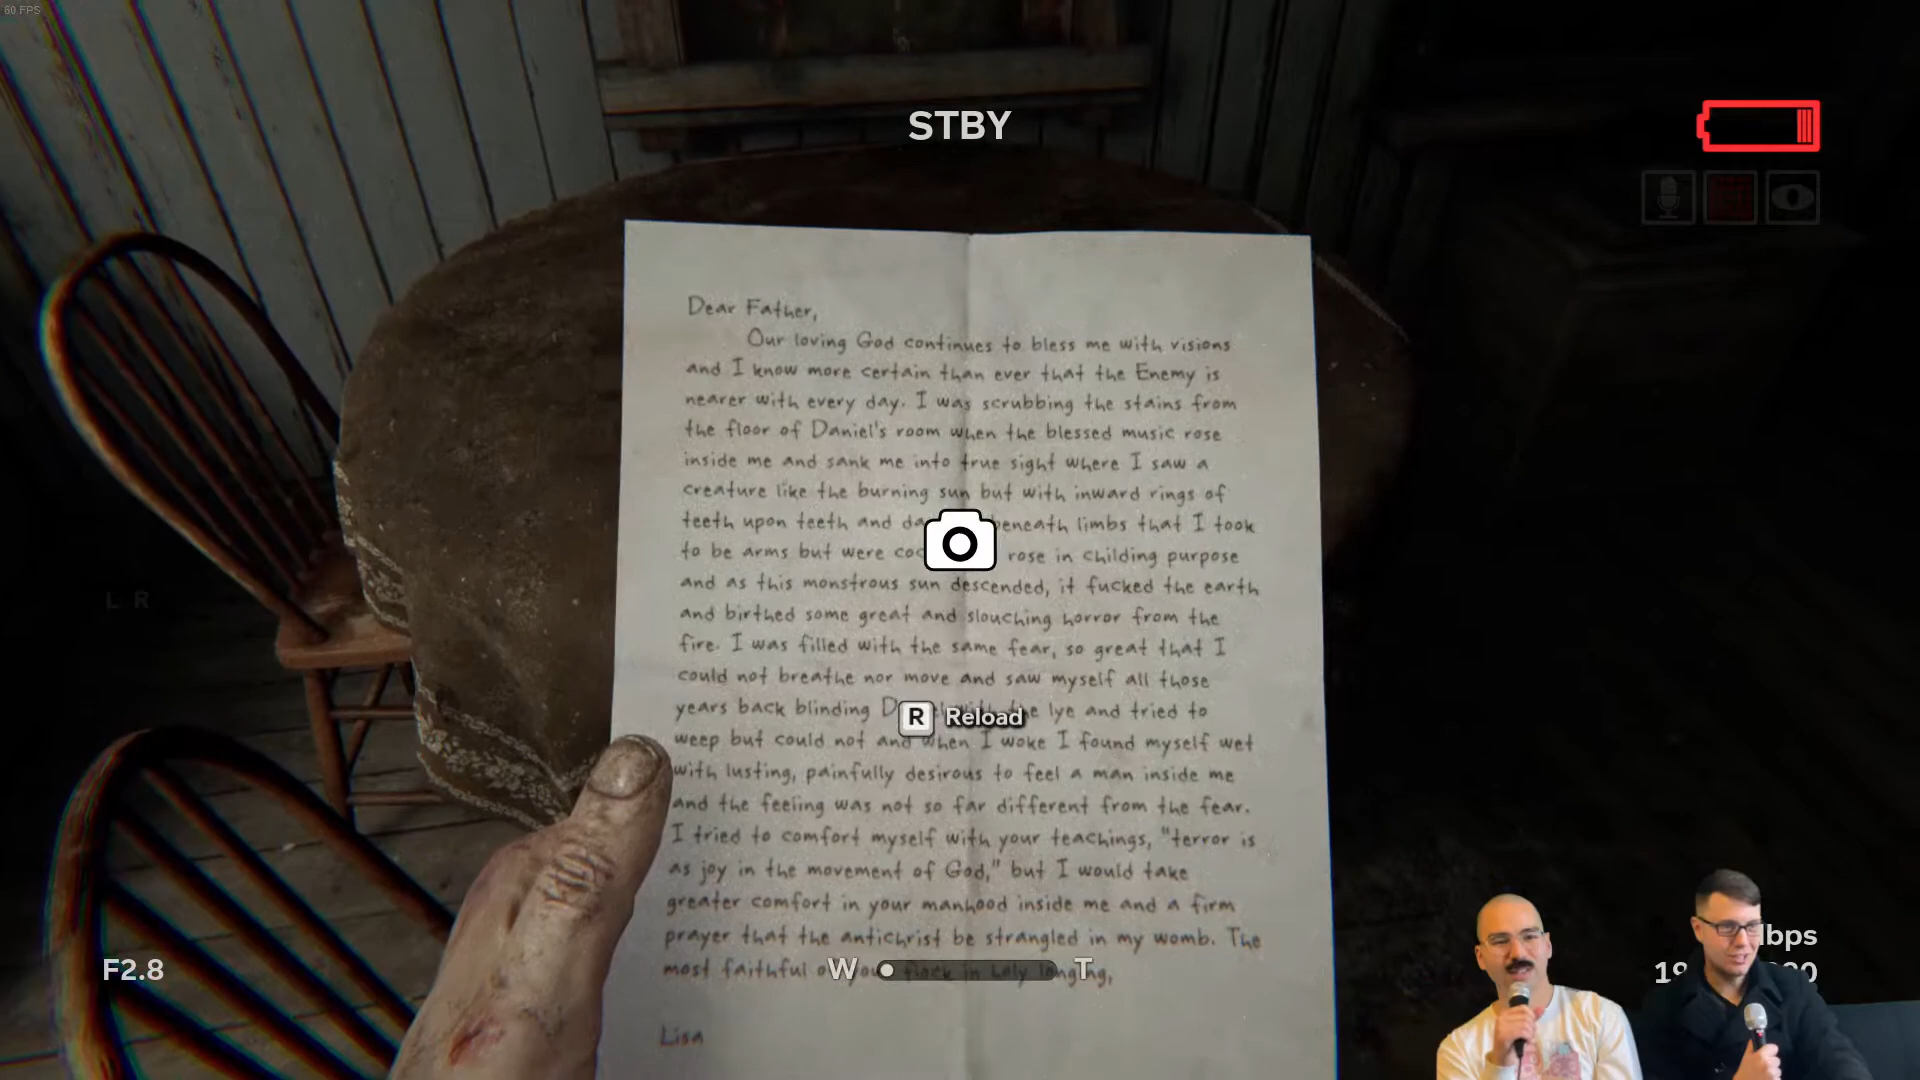 60 FPS
STBY
Dear Father,
Our loving God continues to bless me with visions
and I know more certain than ever that the Enemy is
nearer with every day. I was scrubbing the stains from
the floor of Daniel's room when the blessed music rose
inside me and sank me into true sight where I saw a
creature like the burning sun but with inward rings of
teeth upon teeth and beneath limbs that I took
to be arms but were rose in childing purpose
and as this monstrous sun descended, it fucked the earth
and birthed some great and slouching horror from the
fire. I was filled with the same fear, so great that I
could not breathe nor move and saw myself all those
years back blinding the lye and tried to
R Reload
weep but could not and when I woke I found myself wet
with lusting, painfully desirous to feel a man inside me
and the feeling was not so far different from the fear.
I tried to comfort myself with your teachings, "terror is
as joy in the movement of God," but I would take
greater comfort in your manhood inside me and a firm
prayer that the antichrist be strangled in my womb. The
most faithful flock in holy longing,
Lisa
L R
F2.8
W T